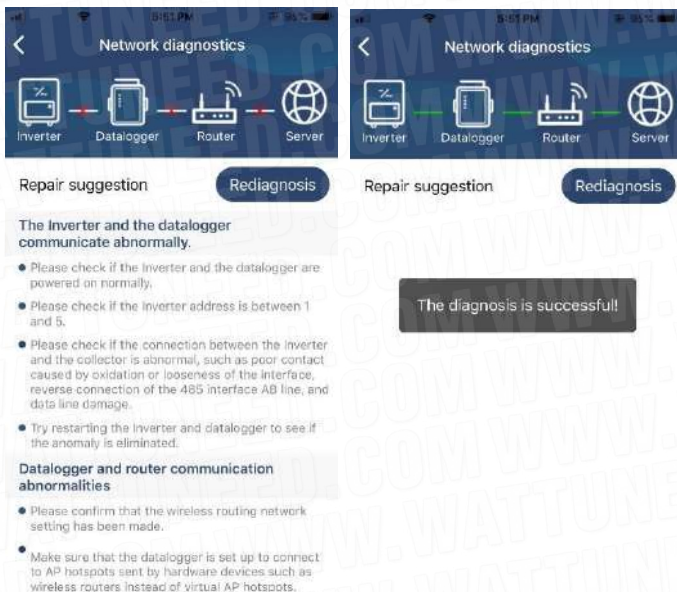 5:51 PM
95%
Network diagnostics
Inverter
Datalogger
Router
Server
Repair suggestion
Rediagnosis
The Inverter and the datalogger
communicate abnormally.
Please check if the Inverter and the datalogger are
powered on normally.
Please check if the Inverter address is between 1
and 5.
Please check if the connection between the Inverter
and the collector is abnormal, such as poor contact
caused by oxidation or looseness of the interface,
reverse connection of the 485 interface AB line, and
data line damage.
Try restarting the Inverter and datalogger to see if
the anomaly is eliminated.
Datalogger and router communication
abnormalities
Please confirm that the wireless routing network
setting has been made.
Make sure that the datalogger is set up to connect
to AP hotspots sent by hardware devices such as
wireless routers instead of virtual AP hotspots.
5:51 PM
95%
Network diagnostics
Inverter
Datalogger
Router
Server
Repair suggestion
Rediagnosis
The diagnosis is successful!